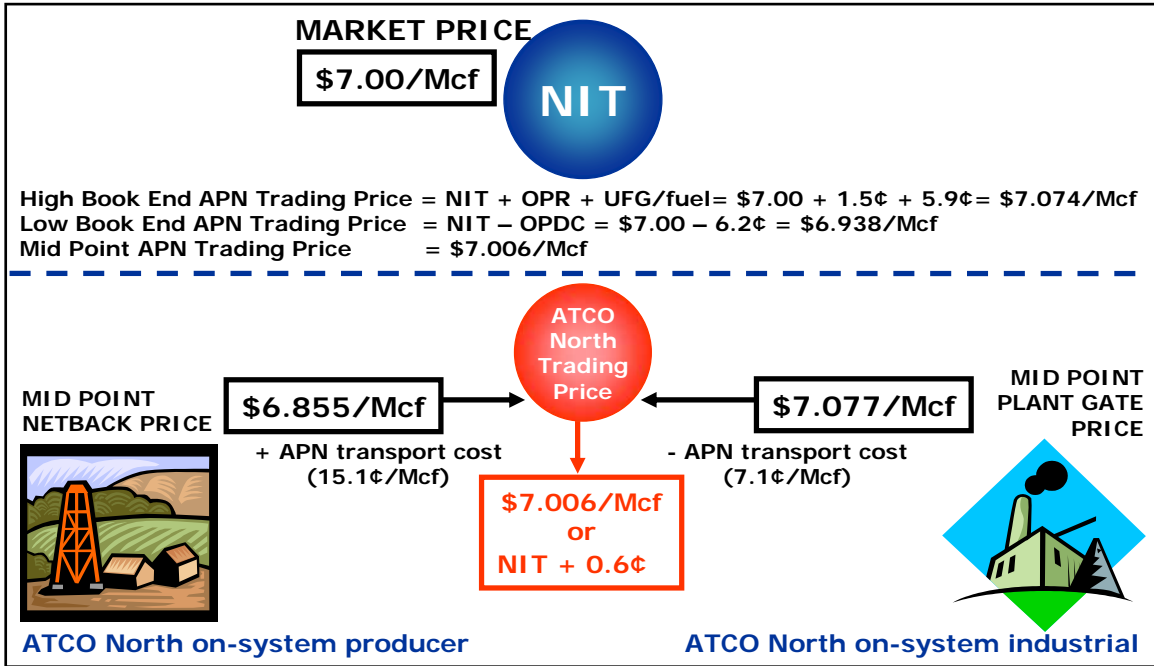 MARKET PRICE
$7.00/Mcf
NIT
High Book End APN Trading Price = NIT + OPR + UFG/fuel= $7.00 + 1.5¢ + 5.9¢= $7.074/Mcf
Low Book End APN Trading Price = NIT – OPDC = $7.00 – 6.2¢ = $6.938/Mcf
Mid Point APN Trading Price = $7.006/Mcf
ATCO
North
Trading
Price
MID POINT
NETBACK PRICE
$6.855/Mcf
+ APN transport cost
(15.1¢/Mcf)
$7.077/Mcf
- APN transport cost
(7.1¢/Mcf)
MID POINT
PLANT GATE
PRICE
$7.006/Mcf
or
NIT + 0.6¢
ATCO North on-system producer
ATCO North on-system industrial